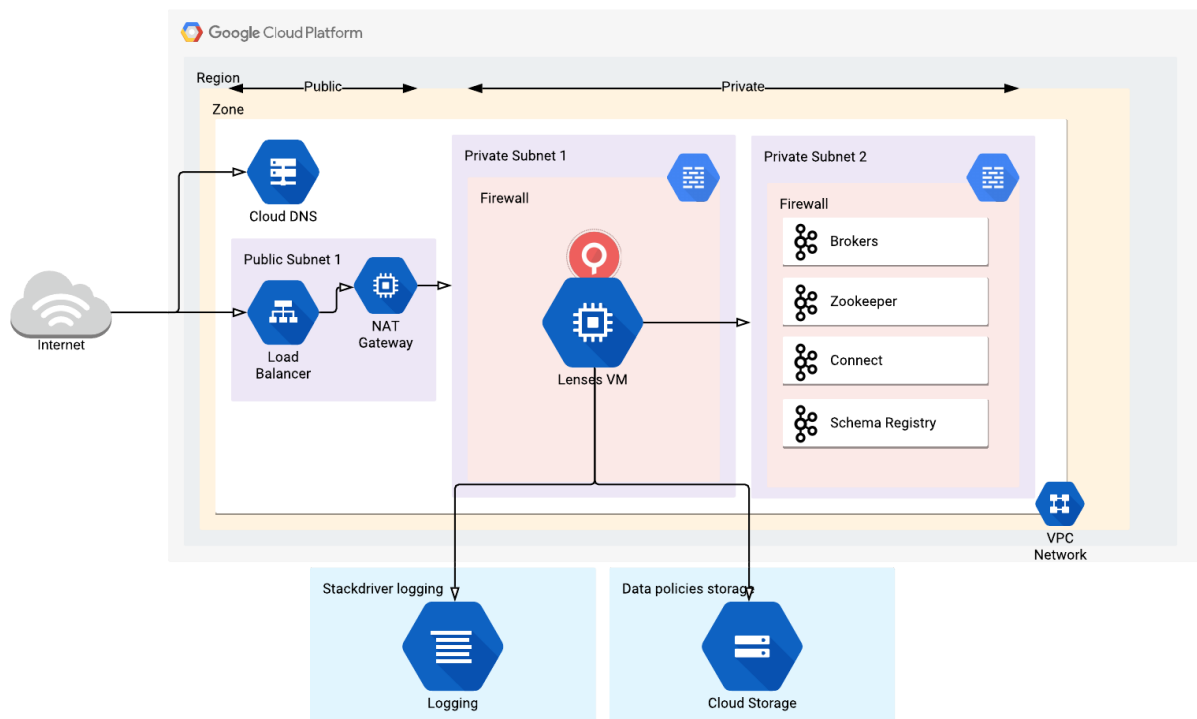 Google Cloud Platform
Region
Public
Private
Zone
Cloud DNS
Public Subnet 1
Load
Balancer
NAT
Gateway
Internet
Private Subnet 1
Firewall
Lenses VM
Private Subnet 2
Firewall
Brokers
Zookeeper
Connect
Schema Registry
VPC
Network
Stackdriver logging
Logging
Data policies storage
Cloud Storage